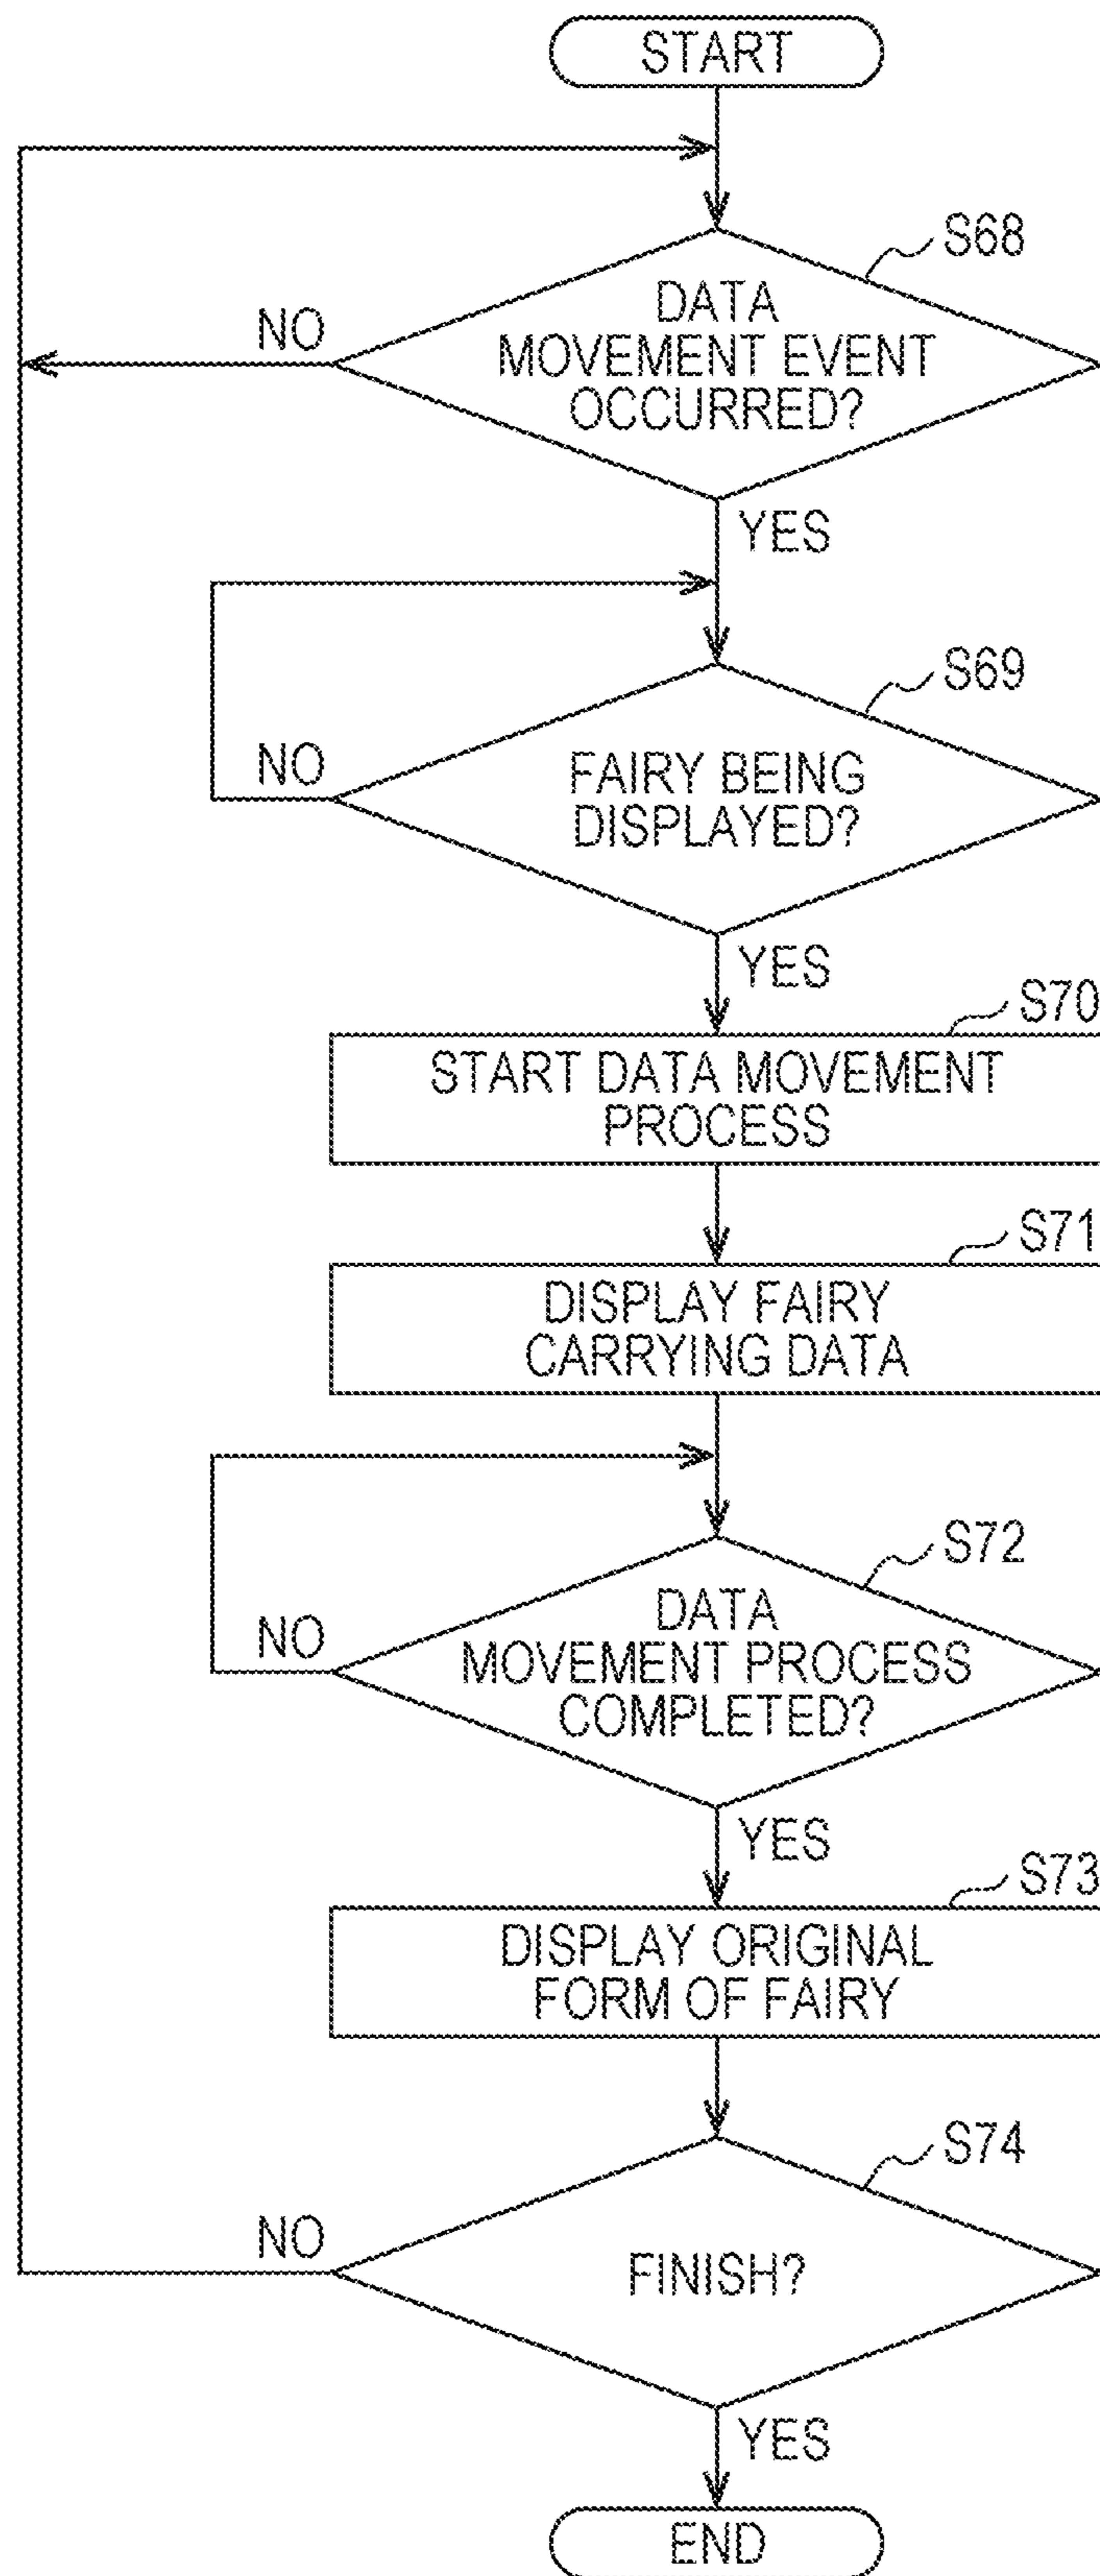 START
S68
DATA
MOVEMENT EVENT
OCCURRED?
NO
YES
S69
FAIRY BEING
DISPLAYED?
NO
YES
S70
START DATA MOVEMENT
PROCESS
S71
DISPLAY FAIRY
CARRYING DATA
S72
DATA
MOVEMENT PROCESS
COMPLETED?
NO
YES
S73
DISPLAY ORIGINAL
FORM OF FAIRY
S74
NO
FINISH?
YES
END